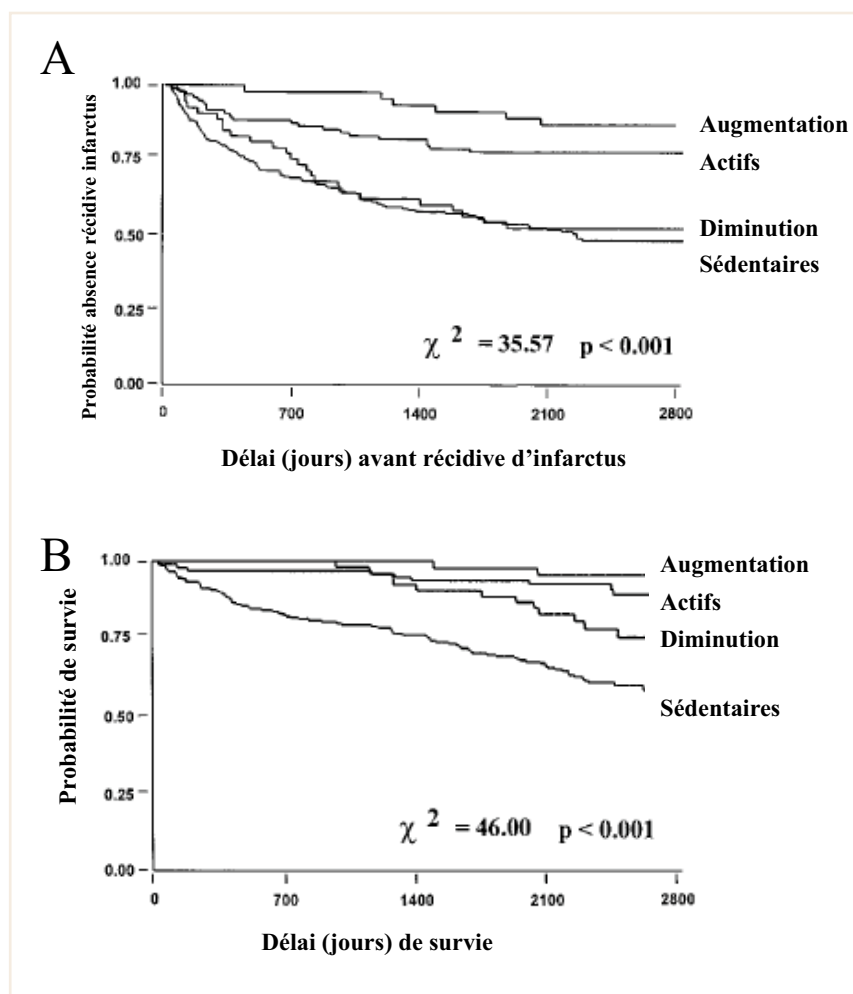 A
Probabilité absence récidive infarctus
1.00
0.75
0.50
0.25
0.00
Augmentation
Actifs
Diminution
Sédentaires
χ 2 = 35.57 p < 0.001
0 700 1400 2100 2800
Délai (jours) avant récidive d’infarctus
B
Probabilité de survie
1.00
0.75
0.50
0.25
0.00
Augmentation
Actifs
Diminution
Sédentaires
χ 2 = 46.00 p < 0.001
0 700 1400 2100 2800
Délai (jours) de survie